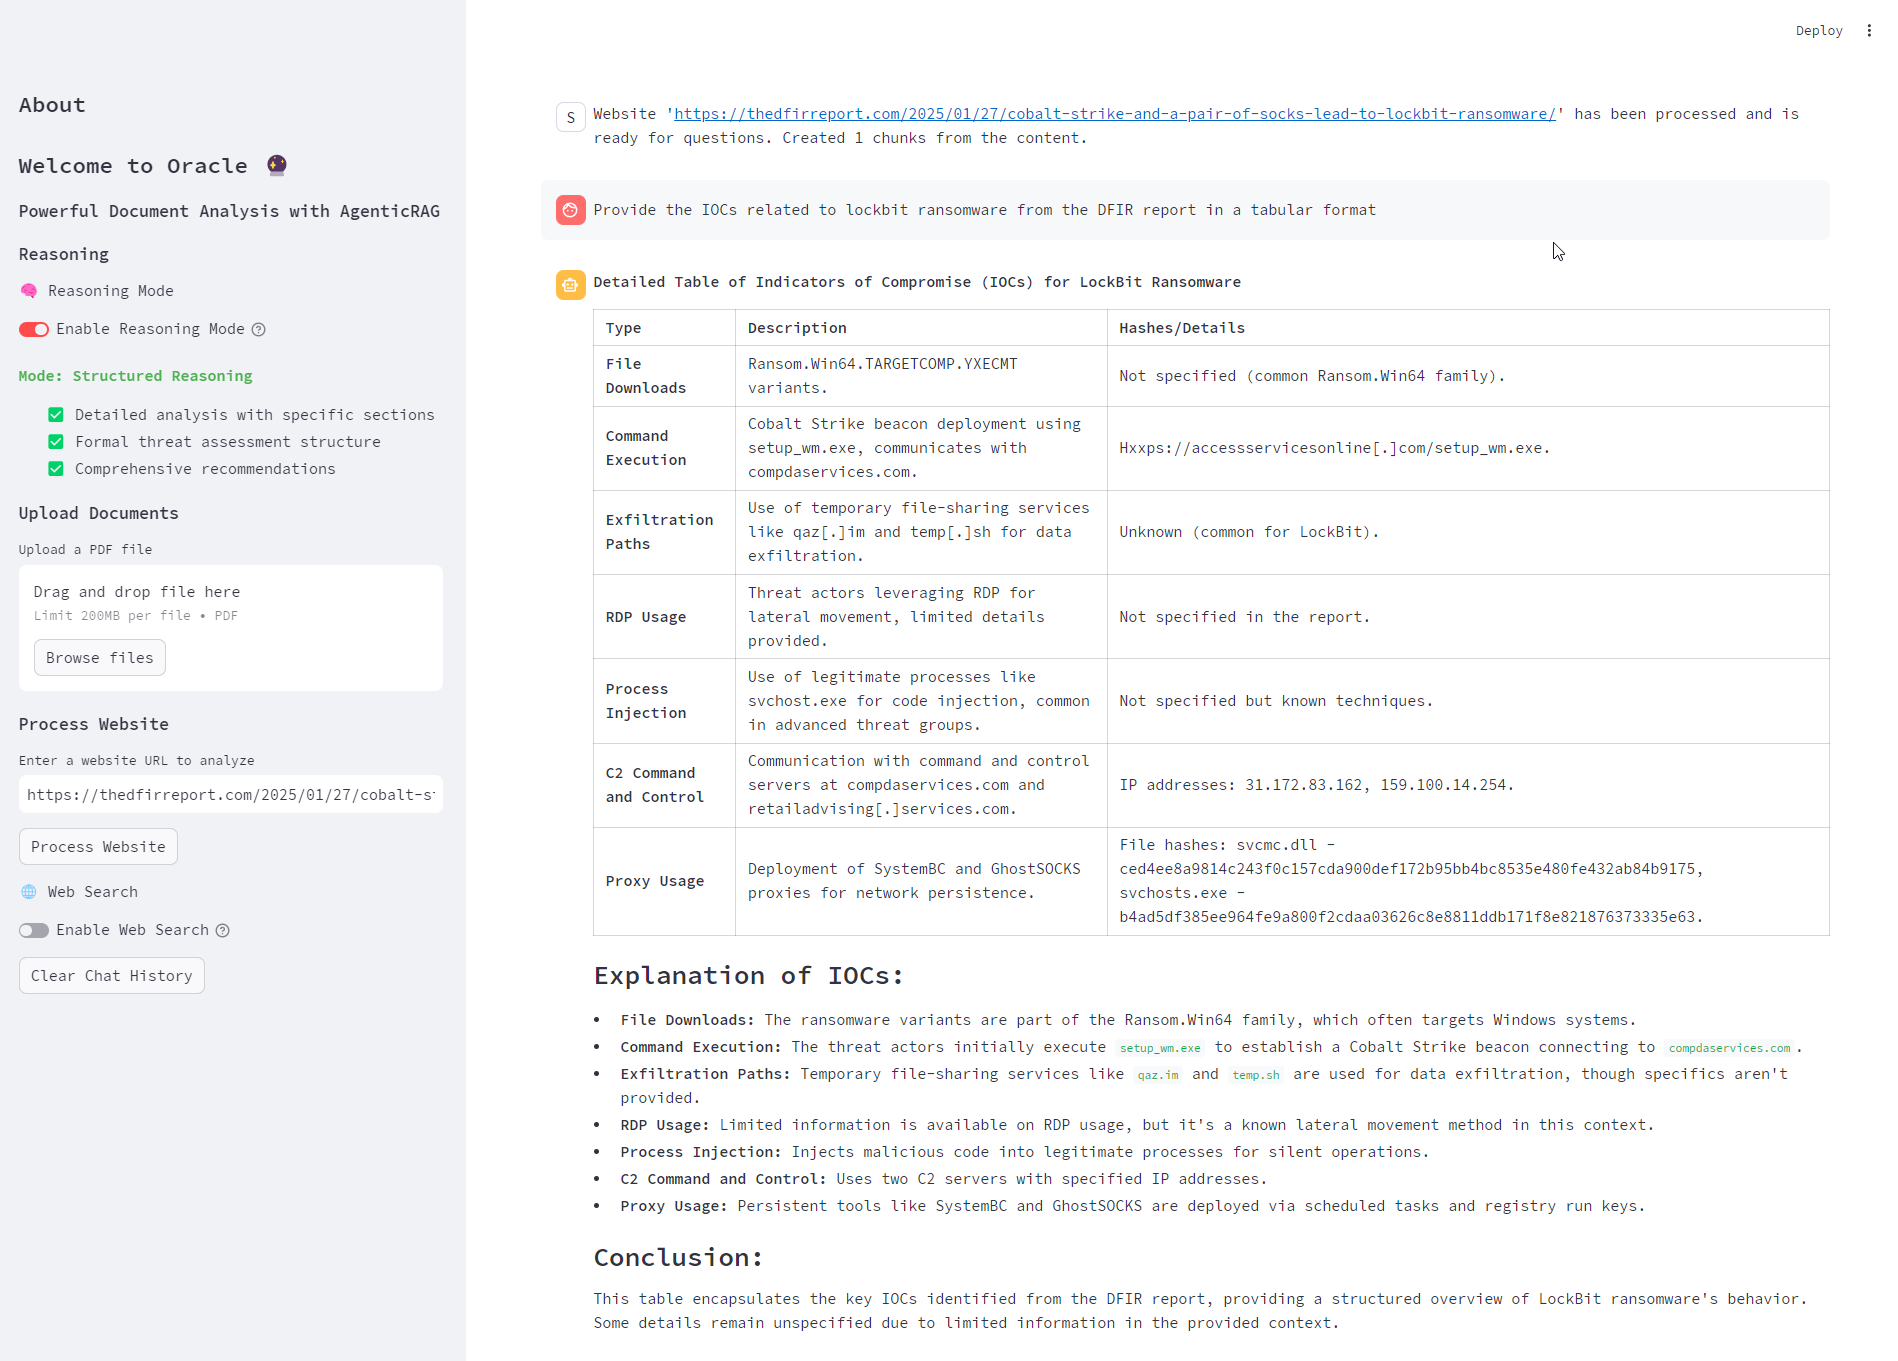 Deploy
About
Welcome to Oracle 🔮
Powerful Document Analysis with AgenticRAG
Reasoning
🧠 Reasoning Mode
Enable Reasoning Mode
Mode: Structured Reasoning
✅ Detailed analysis with specific sections
✅ Formal threat assessment structure
✅ Comprehensive recommendations
Upload Documents
Upload a PDF file
Drag and drop file here
Limit 200MB per file • PDF
Browse files
Process Website
Enter a website URL to analyze
https://thedfirreport.com/2025/01/27/cobalt-s
Process Website
🌐 Web Search
Enable Web Search
Clear Chat History
S
Website 'https://thedfirreport.com/2025/01/27/cobalt-strike-and-a-pair-of-socks-lead-to-lockbit-ransomware/' has been processed and is
ready for questions. Created 1 chunks from the content.
Provide the IOCs related to lockbit ransomware from the DFIR report in a tabular format
Detailed Table of Indicators of Compromise (IOCs) for LockBit Ransomware
Type Description Hashes/Details
File
Downloads
Ransom.Win64.TARGETCOMP.YXECMT
variants.
Not specified (common Ransom.Win64 family).
Command
Execution
Cobalt Strike beacon deployment using
setup_wm.exe, communicates with
compdaservices.com.
Hxxps://accessservicesonline[.]com/setup_wm.exe.
Exfiltration
Paths
Use of temporary file-sharing services
like qaz[.]im and temp[.]sh for data
exfiltration.
Unknown (common for LockBit).
RDP Usage
Threat actors leveraging RDP for
lateral movement, limited details
provided.
Not specified in the report.
Process
Injection
Use of legitimate processes like
svchost.exe for code injection, common
in advanced threat groups.
Not specified but known techniques.
C2 Command
and Control
Communication with command and control
servers at compdaservices.com and
retailadvising[.]services.com.
IP addresses: 31.172.83.162, 159.100.14.254.
Proxy Usage
Deployment of SystemBC and GhostSOCKS
proxies for network persistence.
File hashes: svcmc.dll -
ced4ee8a9814c243f0c157cda900def172b95bb4bc8535e480fe432ab84b9175,
svchosts.exe -
b4ad5df385ee964fe9a800f2cdaa03626c8e8811ddb171f8e821876373335e63.
Explanation of IOCs:
• File Downloads: The ransomware variants are part of the Ransom.Win64 family, which often targets Windows systems.
• Command Execution: The threat actors initially execute setup_wm.exe to establish a Cobalt Strike beacon connecting to compdaservices.com.
• Exfiltration Paths: Temporary file-sharing services like qaz.im and temp.sh are used for data exfiltration, though specifics aren't
provided.
• RDP Usage: Limited information is available on RDP usage, but it's a known lateral movement method in this context.
• Process Injection: Injects malicious code into legitimate processes for silent operations.
• C2 Command and Control: Uses two C2 servers with specified IP addresses.
• Proxy Usage: Persistent tools like SystemBC and GhostSOCKS are deployed via scheduled tasks and registry run keys.
Conclusion:
This table encapsulates the key IOCs identified from the DFIR report, providing a structured overview of LockBit ransomware's behavior.
Some details remain unspecified due to limited information in the provided context.